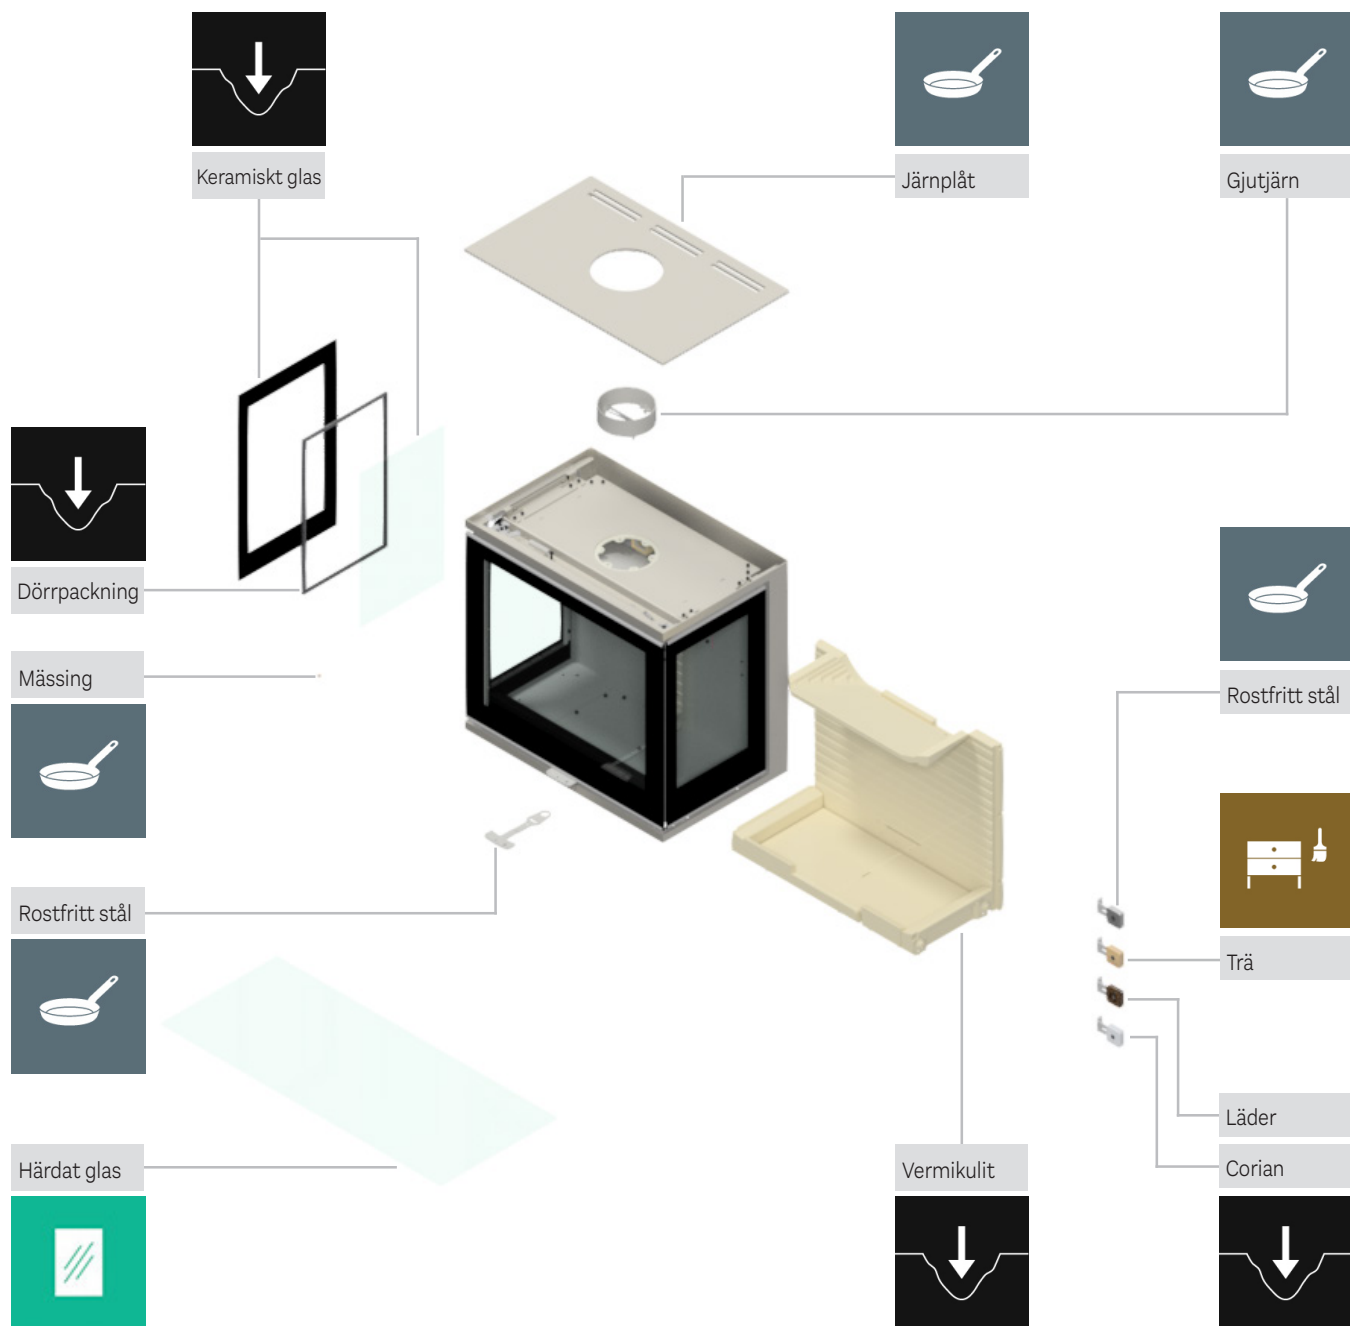 Keramiskt glas
Järnplåt
Gjutjärn
Dörrpackning
Mässing
Rostfritt stål
Rostfritt stål
Trä
Läder
Härdat glas
Vermikulit
Corian